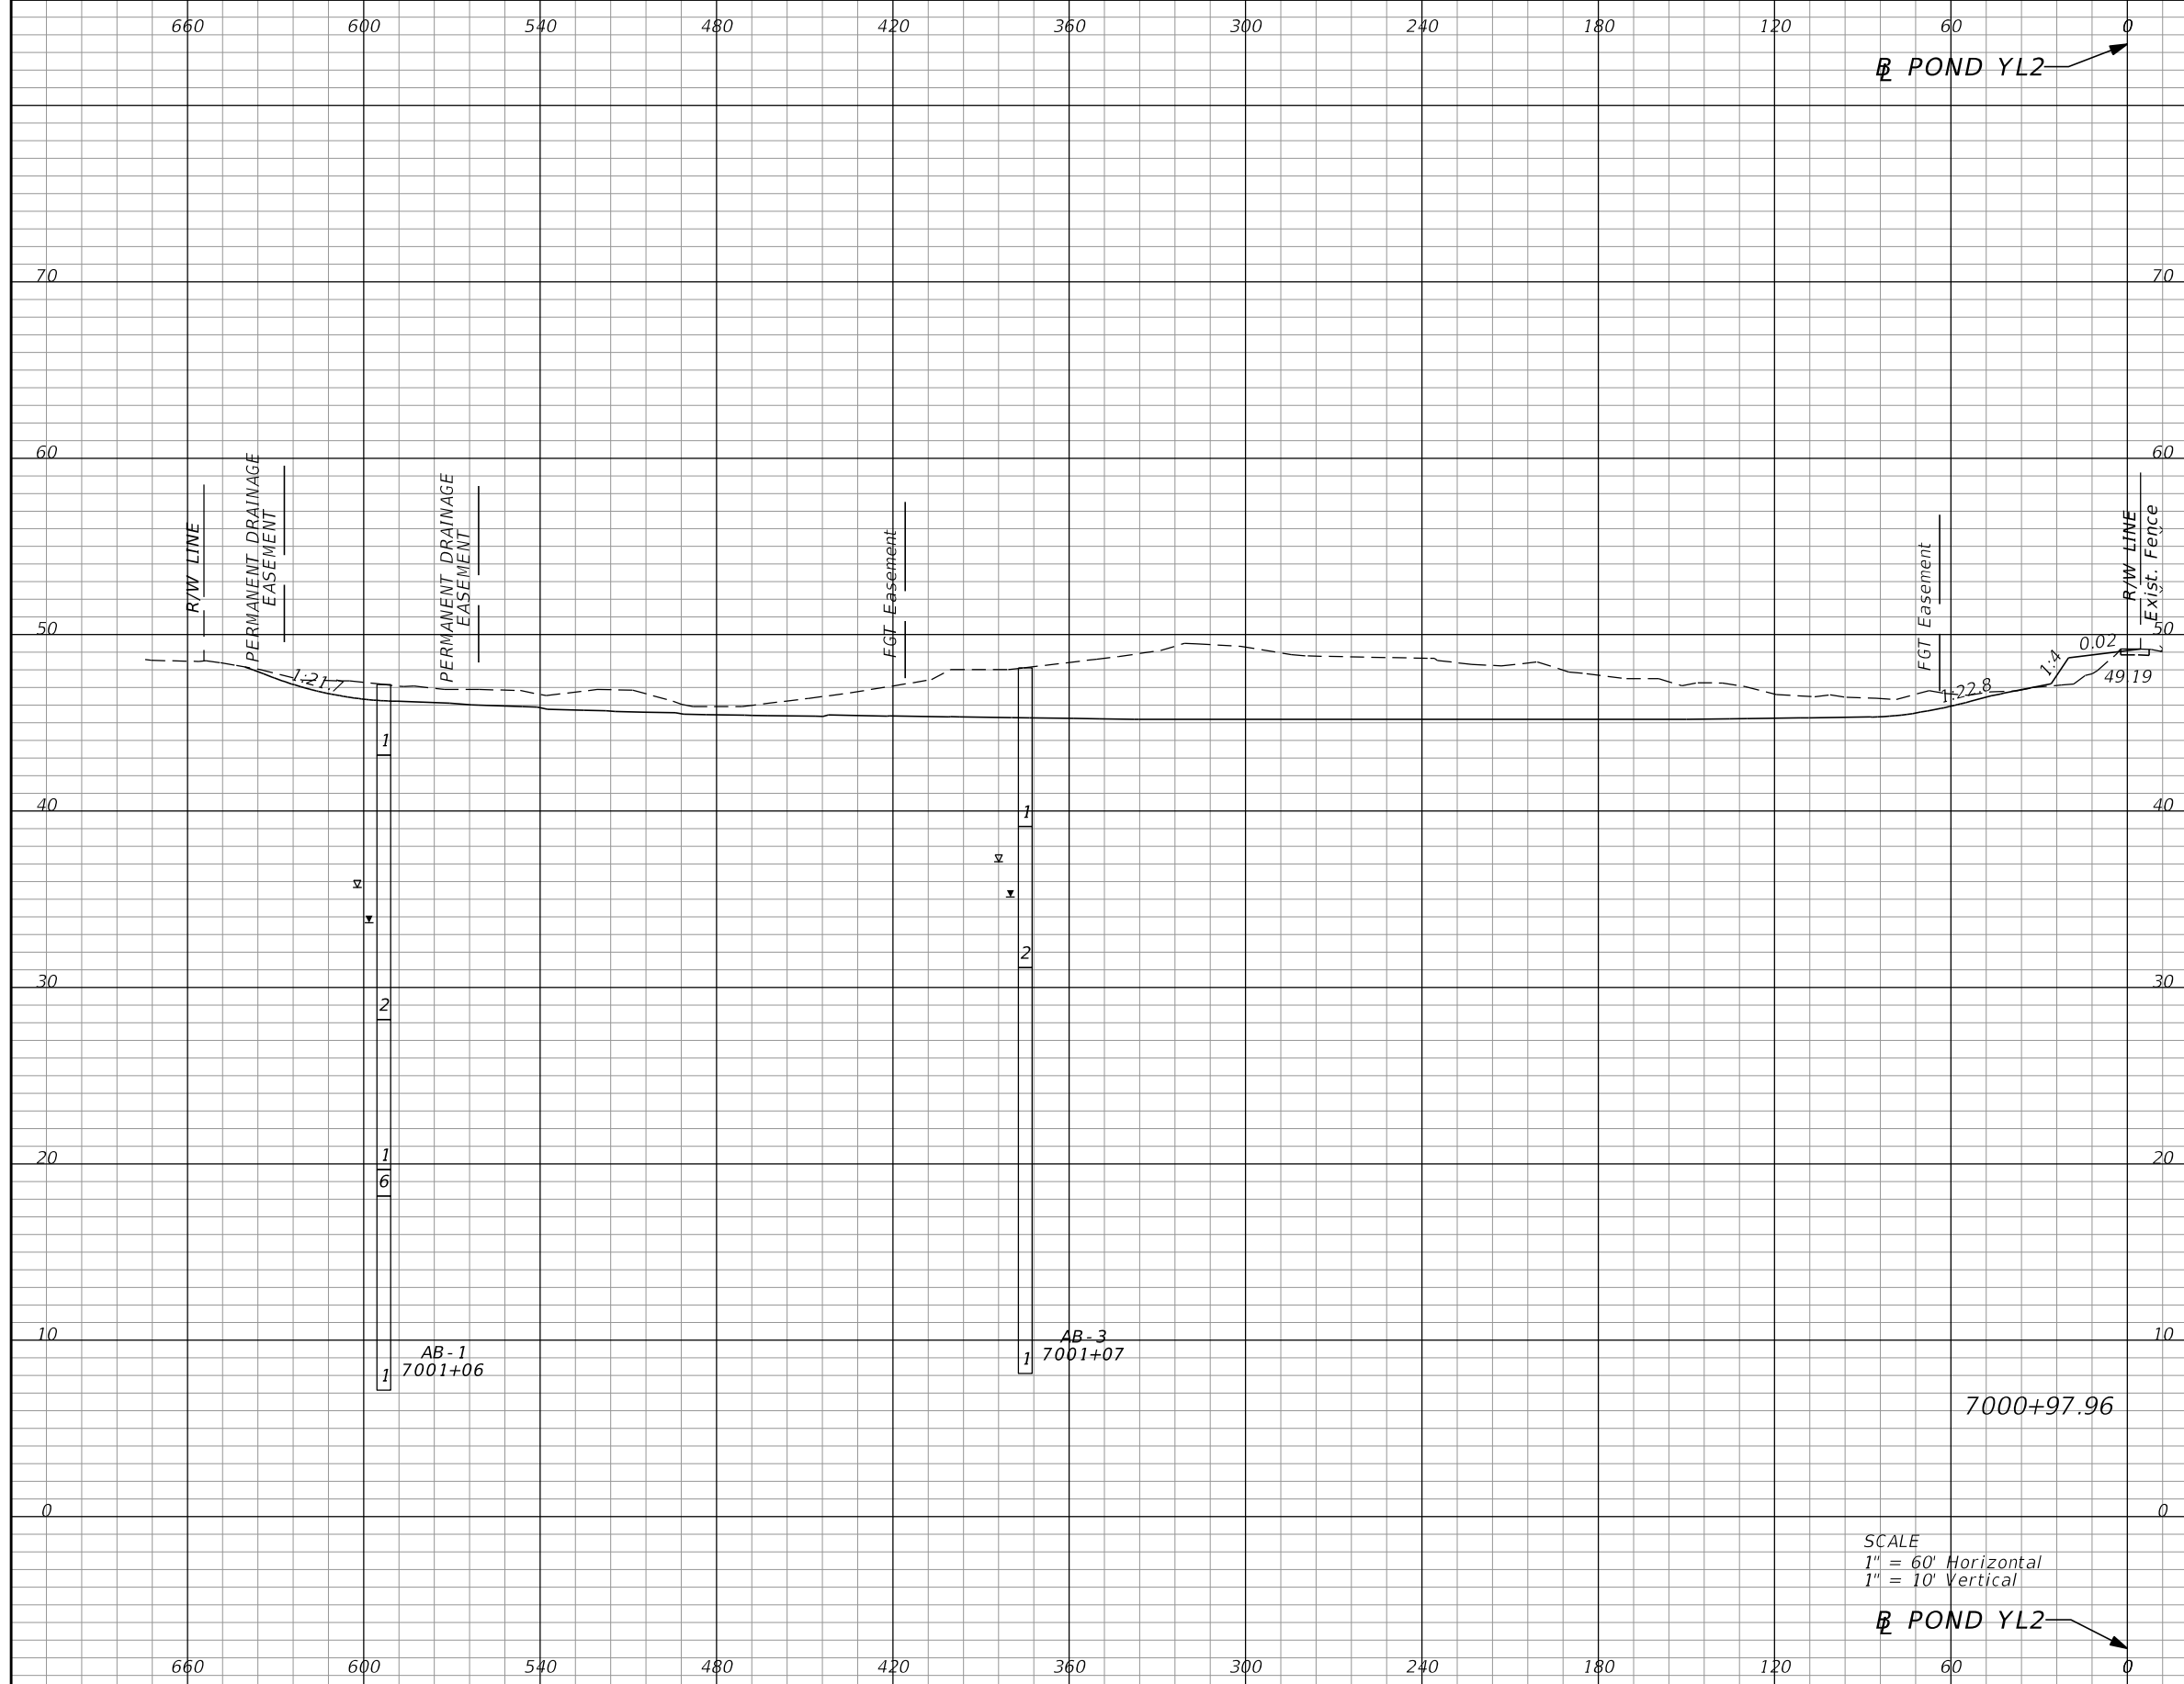 660 600 540 480 420 360 300 240 180 120 60 0
BL POND YL2
70 70
60 60
R/W LINE
PERMANENT DRAINAGE
EASEMENT
PERMANENT DRAINAGE
EASEMENT
FGT Easement
FGT Easement
R/W LINE
Exist. Fence
50 50
1:21.7
1:22.8
1:4
0.02
49.19
1
40 40
1
2
30 30
2
20 20
1
6
10 10
AB-1
7001+06
1
AB-3
7001+07
1
7000+97.96
0 0
SCALE
1" = 60' Horizontal
1" = 10' Vertical
BL POND YL2
660 600 540 480 420 360 300 240 180 120 60 0